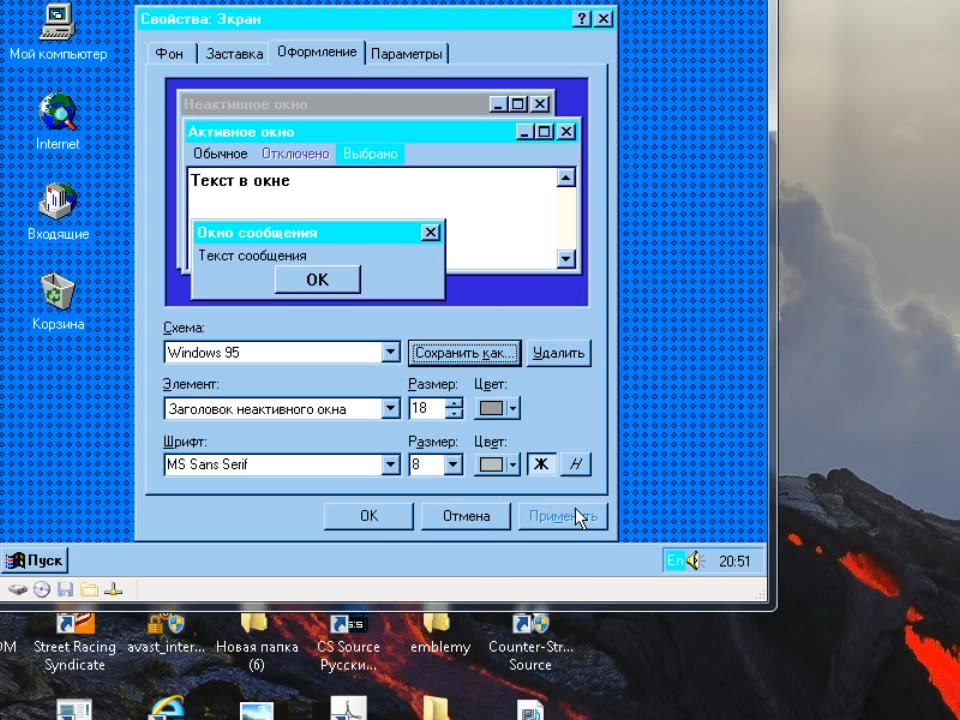 Свойства: Экран
Мой компьютер
Internet
Входящие
Корзина
Фон
Заставка
Оформление
Параметры
Неактивное окно
Активное окно
Обычное Отключено Выбрано
Текст в окне
Окно сообщения
Текст сообщения
OK
Схема:
Windows 95
Сохранить как...
Удалить
Элемент:
Размер:
Цвет:
Заголовок неактивного окна
18
Шрифт:
Размер:
Цвет:
MS Sans Serif
8
Ж
Н
OK
Отмена
Применить
Пуск
En
20:51
Street Racing
Syndicate
avast_inter...
Новая папка
(6)
CS Source
Русски...
emblemy
Counter-Str...
Source